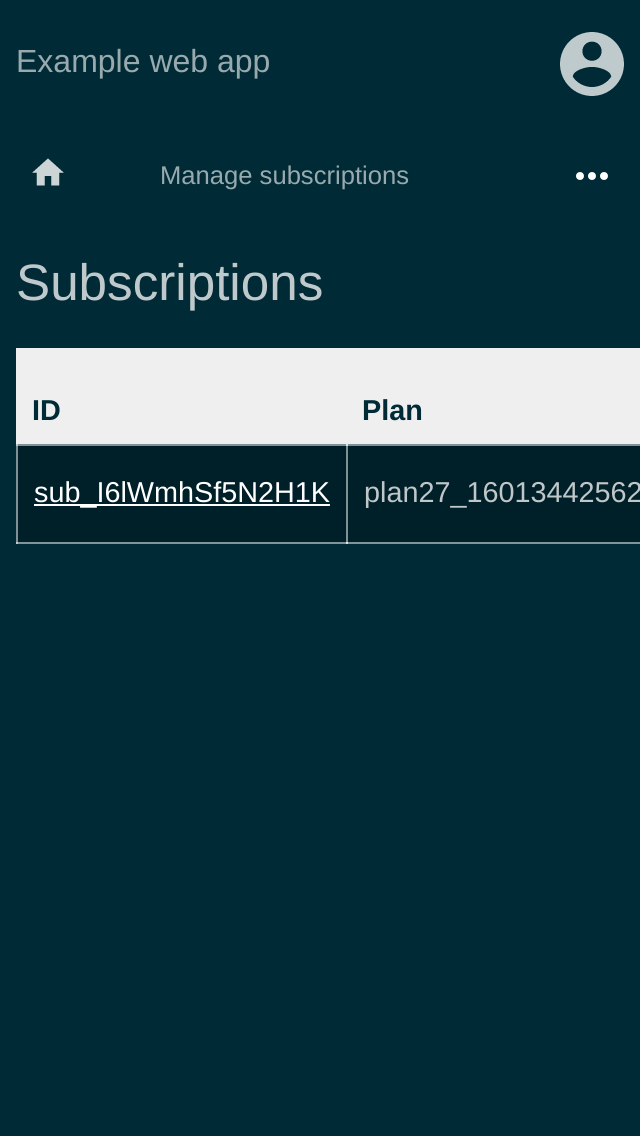 Example web app
Manage subscriptions
Subscriptions
ID Plan
sub_I6lWmhSf5N2H1K plan27_16013442562